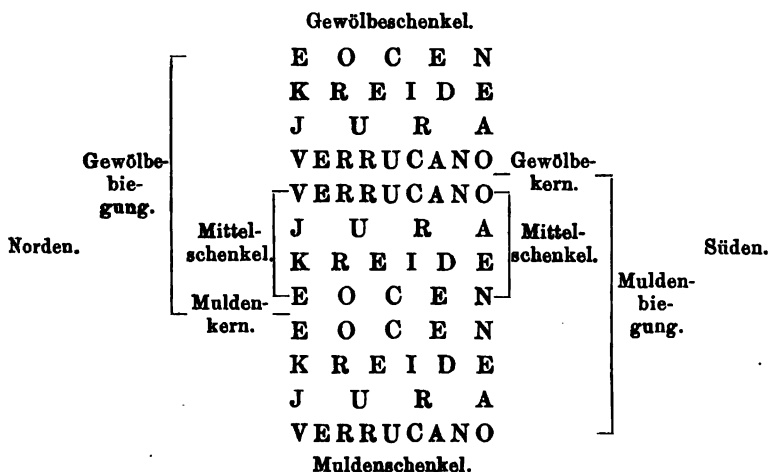 Gewölbeschenkel.
E O C E N
K R E I D E
J U R A
VERRUCANO
VERRUCANO
J U R A
K R E I D E
E O C E N
E O C E N
K R E I D E
J U R A
VERRUCANO
Muldenschenkel.
Norden.
Gewölbe-
bie-
gung.
Mittel-
schenkel.
Mulden-
kern.
Gewölbe-
kern.
Mittel-
schenkel.
Mulden-
bie-
gung.
Süden.